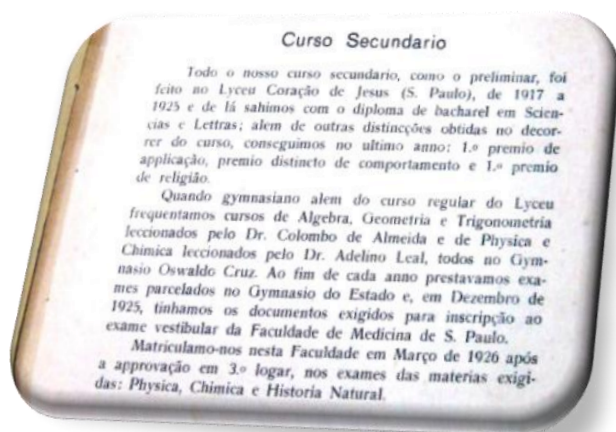 Curso Secundario
Todo o nosso curso secundario, como o preliminar, foi
feito no Lyceu Coração de Jesus (S. Paulo), de 1917 a
1925 e de lá sahimos com o diploma de bacharel em Scien-
cias e Lettras; alem de outras distincções obtidas no decor-
rer do curso, conseguimos no ultimo anno: 1.º premio de
applicação, premio distincto de comportamento e 1.º premio
de religião.
Quando gymnasiano alem do curso regular do Lyceu
frequentamos cursos de Algebra, Geometria e Trigonometria
leccionados pelo Dr. Colombo de Almeida e de Physica e
Chimica leccionados pelo Dr. Adelino Leal, todos no Gym-
nasio Oswaldo Cruz. Ao fim de cada anno prestavamos exa-
mes parcelados no Gymnasio do Estado e, em Dezembro de
1925, tinhamos os documentos exigidos para inscripção ao
exame vestibular da Faculdade de Medicina de S. Paulo.
Matriculamo-nos nesta Faculdade em Março de 1926 após
a approvação em 3.º logar, nos exames das materias exigi-
das: Physica, Chimica e Historia Natural.